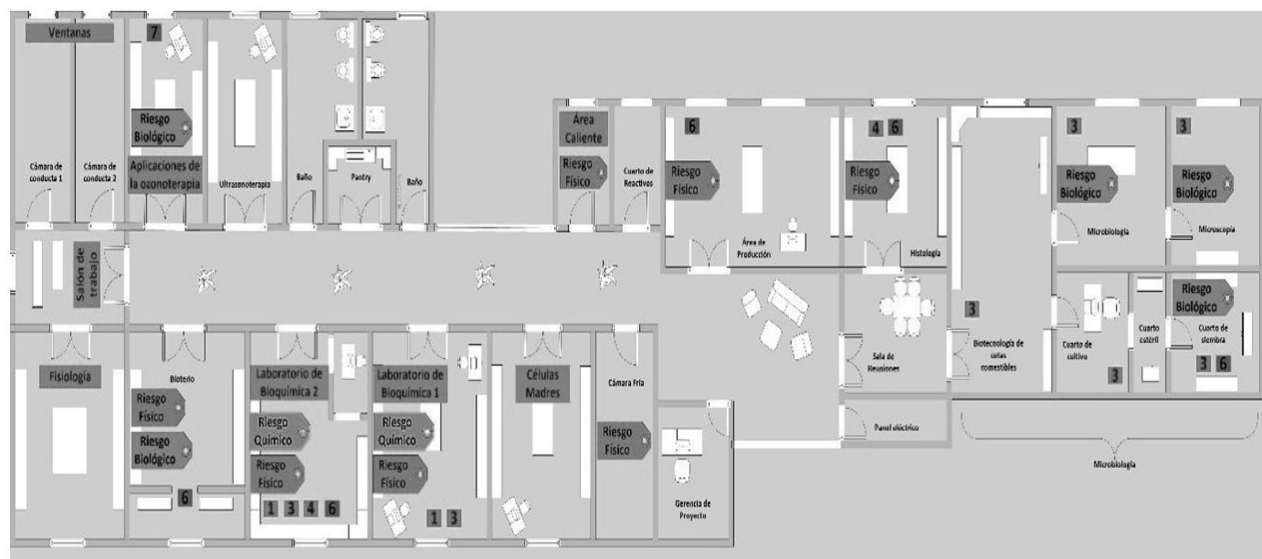 Ventanas
7
Riesgo
Biológico
Aplicaciones de
la ozonoterapia
Cámara de
conducta 1
Cámara de
conducta 2
Ultrasonoterapia
Baño
Pantry
Baño
Área
Caliente
Riesgo
Físico
Cuarto de
Reactivos
6
Riesgo
Físico
Área de
Producción
4 6
Riesgo
Físico
Histología
3
Riesgo
Biológico
Microbiología
3
Riesgo
Biológico
Microscopía
Salón de
trabajo
Fisiología
Bioterio
Riesgo
Físico
Riesgo
Biológico
6
Laboratorio de
Bioquímica 2
Riesgo
Químico
Riesgo
Físico
1 3 4 6
Laboratorio de
Bioquímica 1
Riesgo
Químico
Riesgo
Físico
1 3
Células
Madres
Cámara Fría
Riesgo
Físico
Gerencia de
Proyecto
Sala de
Reuniones
Panel eléctrico
3
Biotecnología de
cetas
comestibles
Cuarto de
cultivo
3
Cuarto
estéril
Riesgo
Biológico
Cuarto de
siembra
3 6
Microbiología